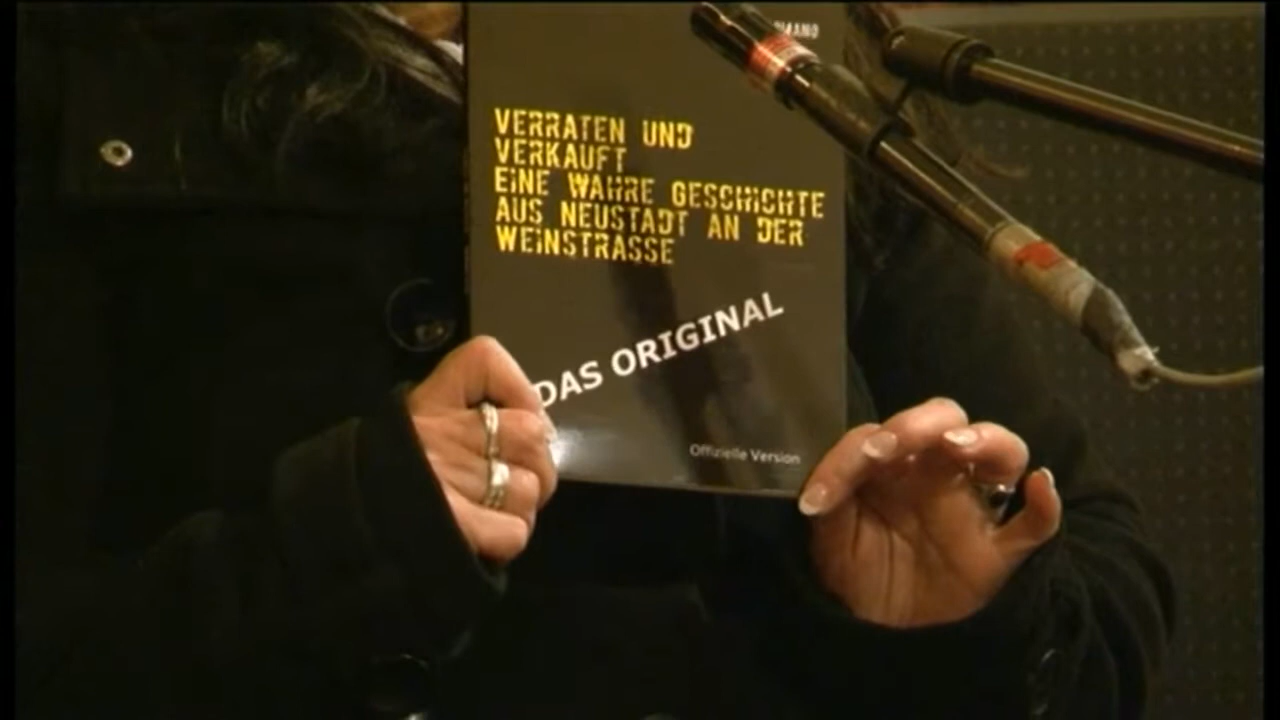 VERRATEN UND
VERKAUFT
EINE WAHRE GESCHICHTE
AUS NEUSTADT AN DER
WEINSTRASSE
DAS ORIGINAL
Offizielle Version